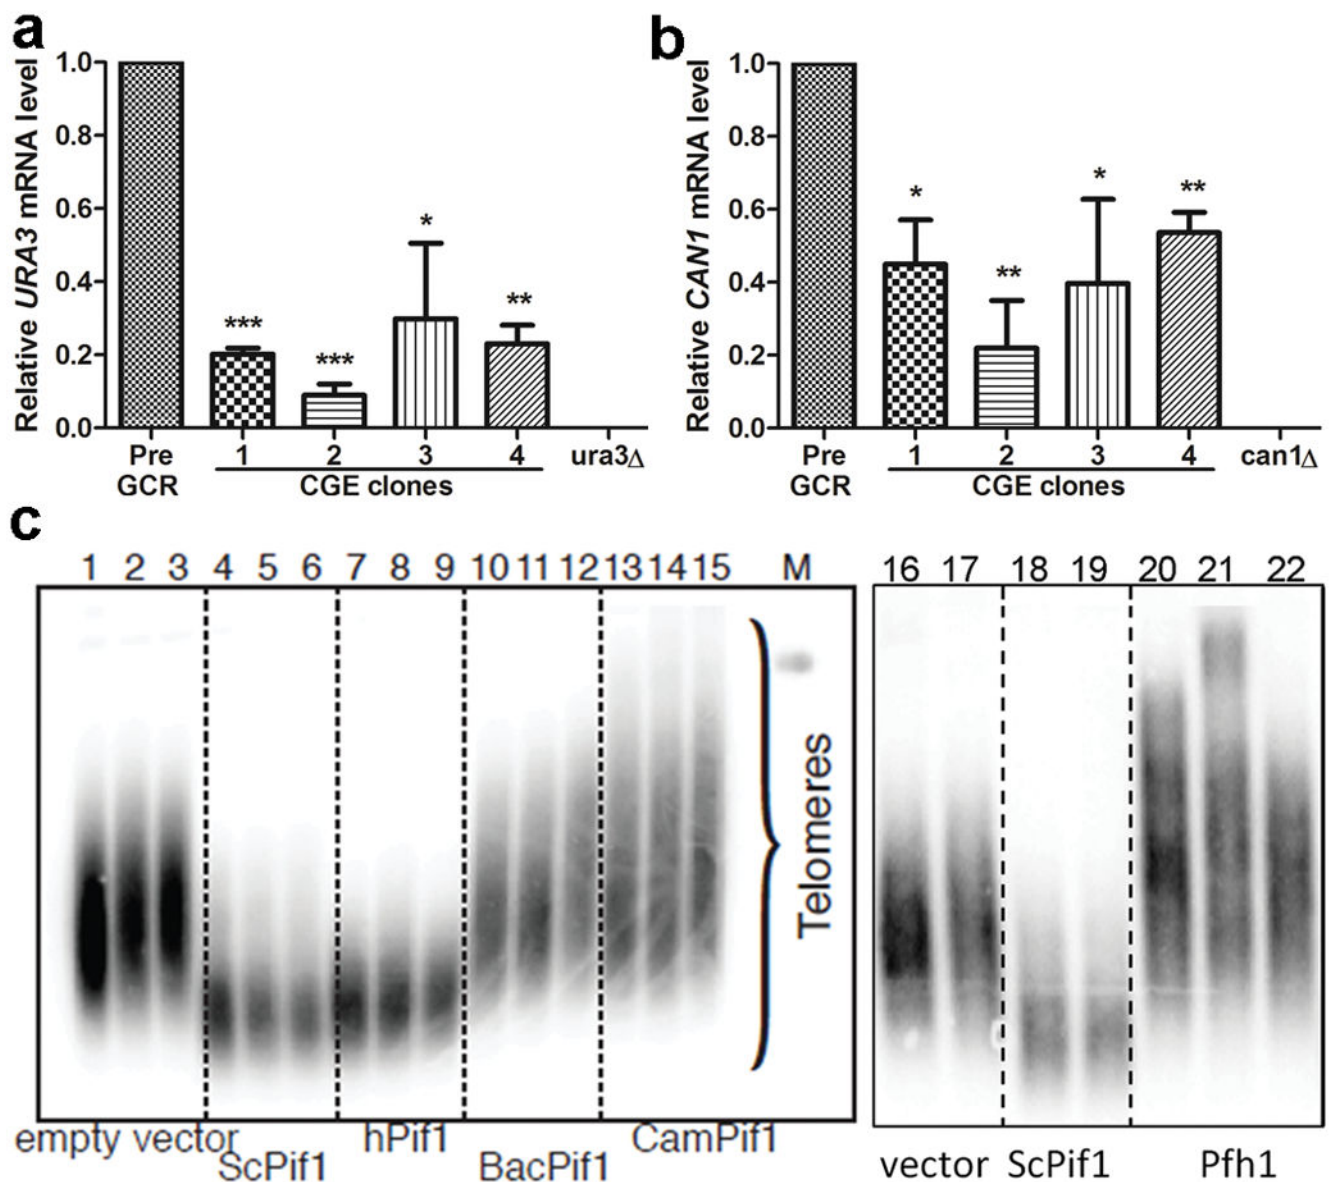 a
Relative URA3 mRNA level
1.0
0.8
0.6
0.4
0.2
0.0
***
***
*
**
Pre
GCR
1 2 3 4
CGE clones
ura3Δ
b
Relative CAN1 mRNA level
1.0
0.8
0.6
0.4
0.2
0.0
*
**
*
**
Pre
GCR
1 2 3 4
CGE clones
can1Δ
c
1 2 3 4 5 6 7 8 9 10 11 12 13 14 15 M
Telomeres
empty vector
ScPif1
hPif1
BacPif1
CamPif1
16 17 18 19 20 21 22
vector
ScPif1
Pfh1